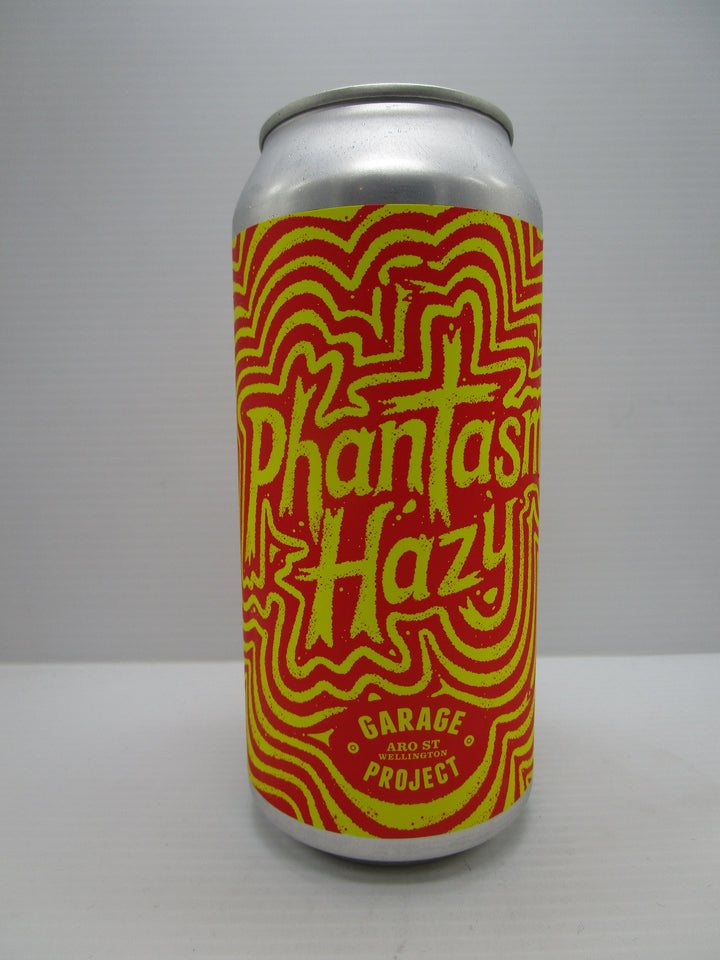 Phantasm
Hazy
GARAGE
ARO ST
WELLINGTON
PROJECT